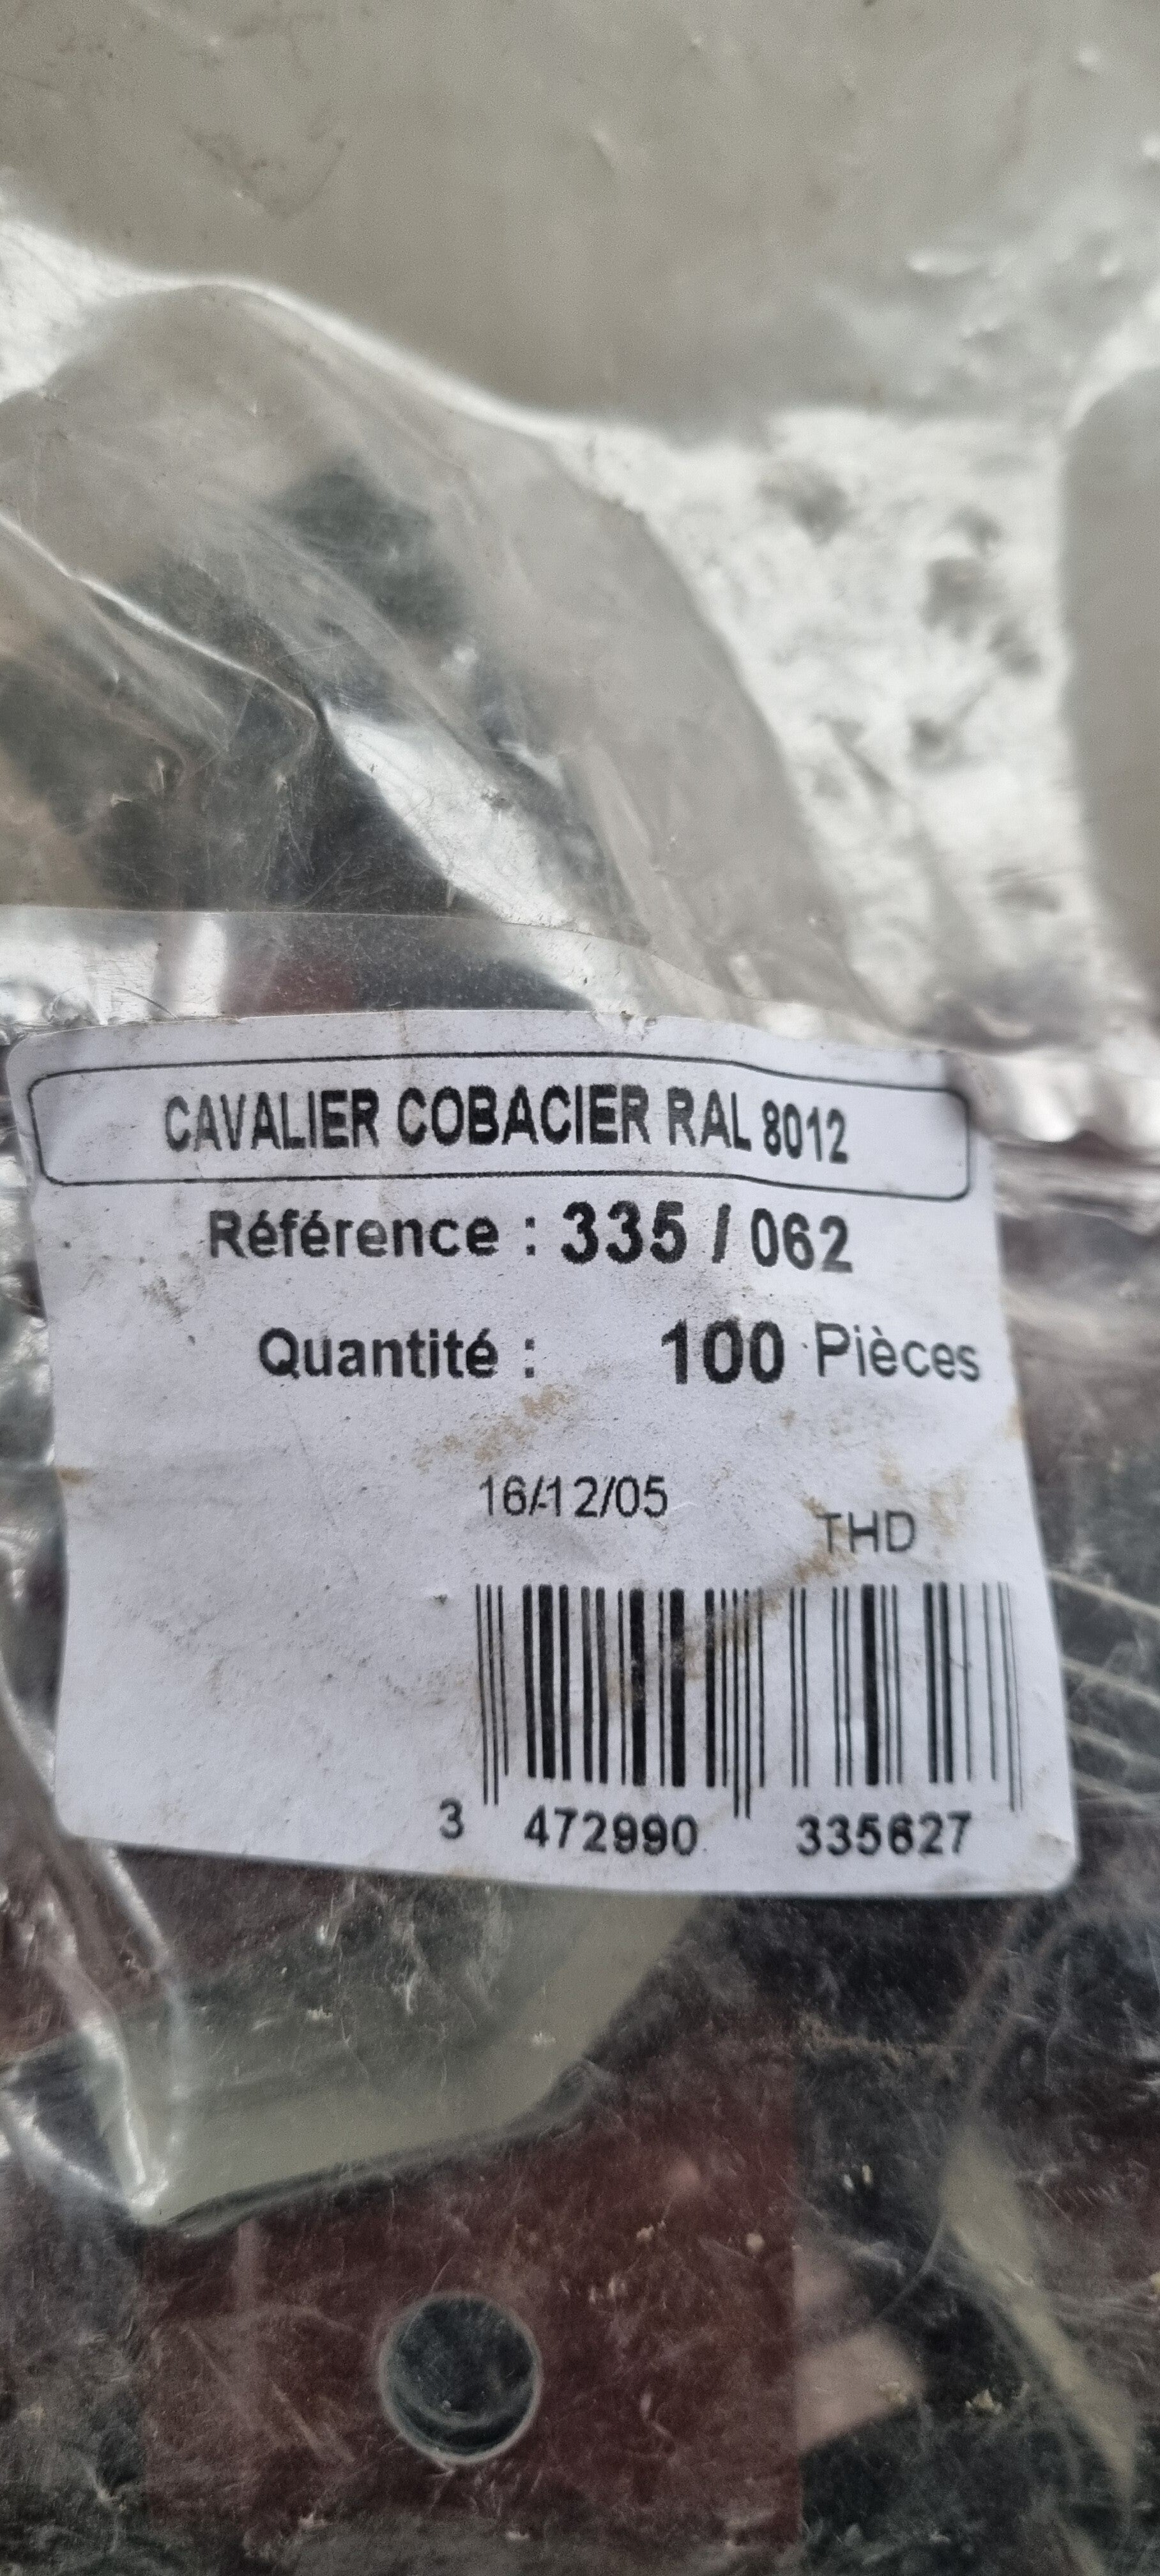 CAVALIER COBACIER RAL 8012
Référence : 335 / 062
Quantité : 100 Pièces
16/12/05
THD
3 472990 335627